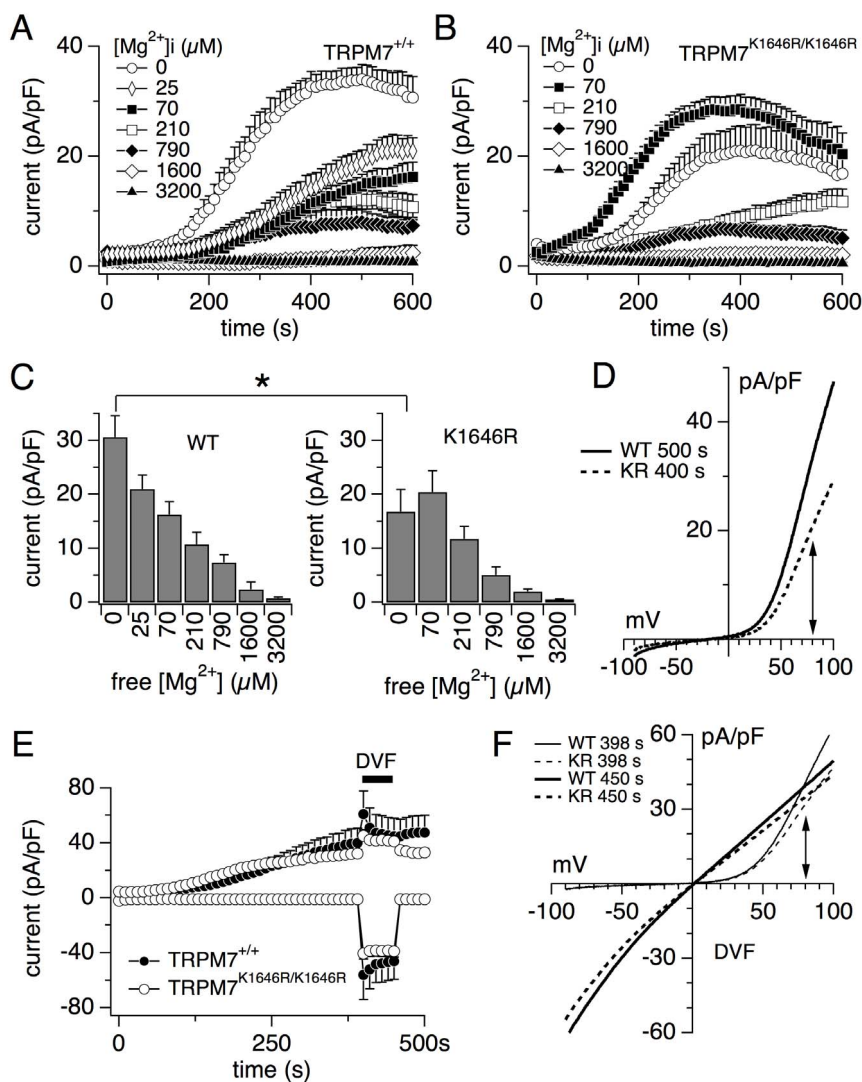 A
[Mg²⁺]i (µM)
0
25
70
210
790
1600
3200
TRPM7⁺/⁺
current (pA/pF)
40
20
0
0 200 400 600
time (s)
B
[Mg²⁺]i (µM)
0
70
210
790
1600
3200
TRPM7ᴷ¹⁶⁴⁶ᴿ/ᴷ¹⁶⁴⁶ᴿ
current (pA/pF)
40
20
0
0 200 400 600
time (s)
C
*
WT
current (pA/pF)
30
20
10
0
0 25 70 210 790 1600 3200
free [Mg²⁺] (µM)
K1646R
current (pA/pF)
30
20
10
0
0 70 210 790 1600 3200
free [Mg²⁺] (µM)
D
pA/pF
WT 500 s
KR 400 s
40
20
mV
-100 -50 50 100
E
DVF
current (pA/pF)
80
40
0
-40
-80
TRPM7⁺/⁺
TRPM7ᴷ¹⁶⁴⁶ᴿ/ᴷ¹⁶⁴⁶ᴿ
0 250 500s
time (s)
F
WT 398 s
KR 398 s
WT 450 s
KR 450 s
pA/pF
60
30
mV
-100 -50 50 100
DVF
-30
-60